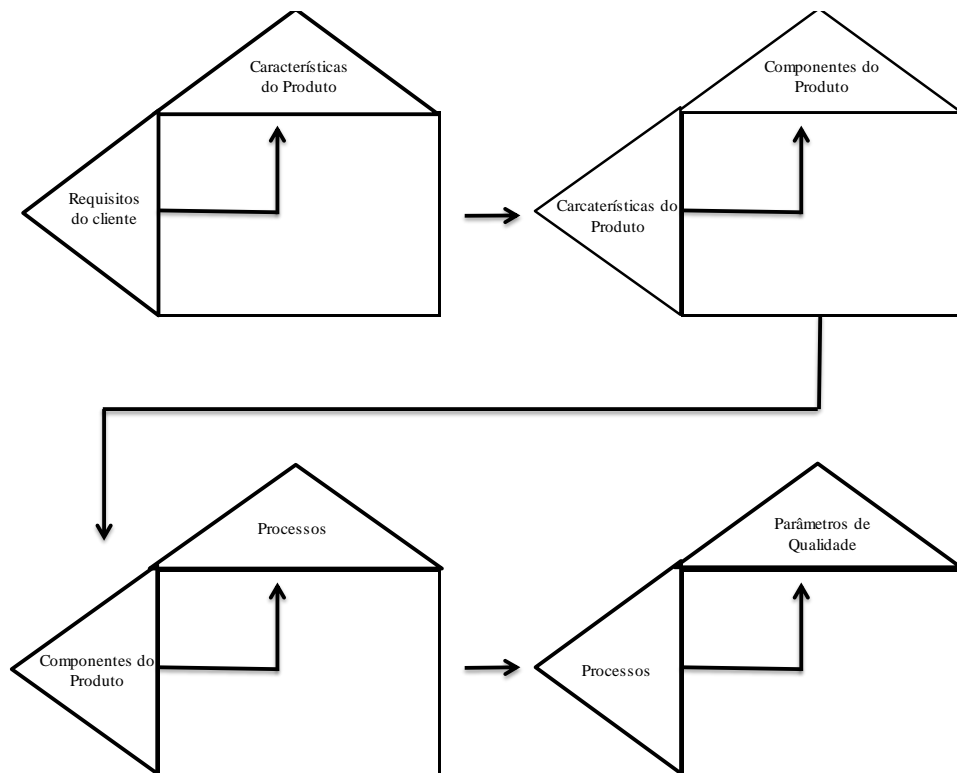 Características
do Produto
Requisitos
do cliente
Componentes do
Produto
Carcaterísticas do
Produto
Processos
Componentes do
Produto
Parâmetros de
Qualidade
Processos